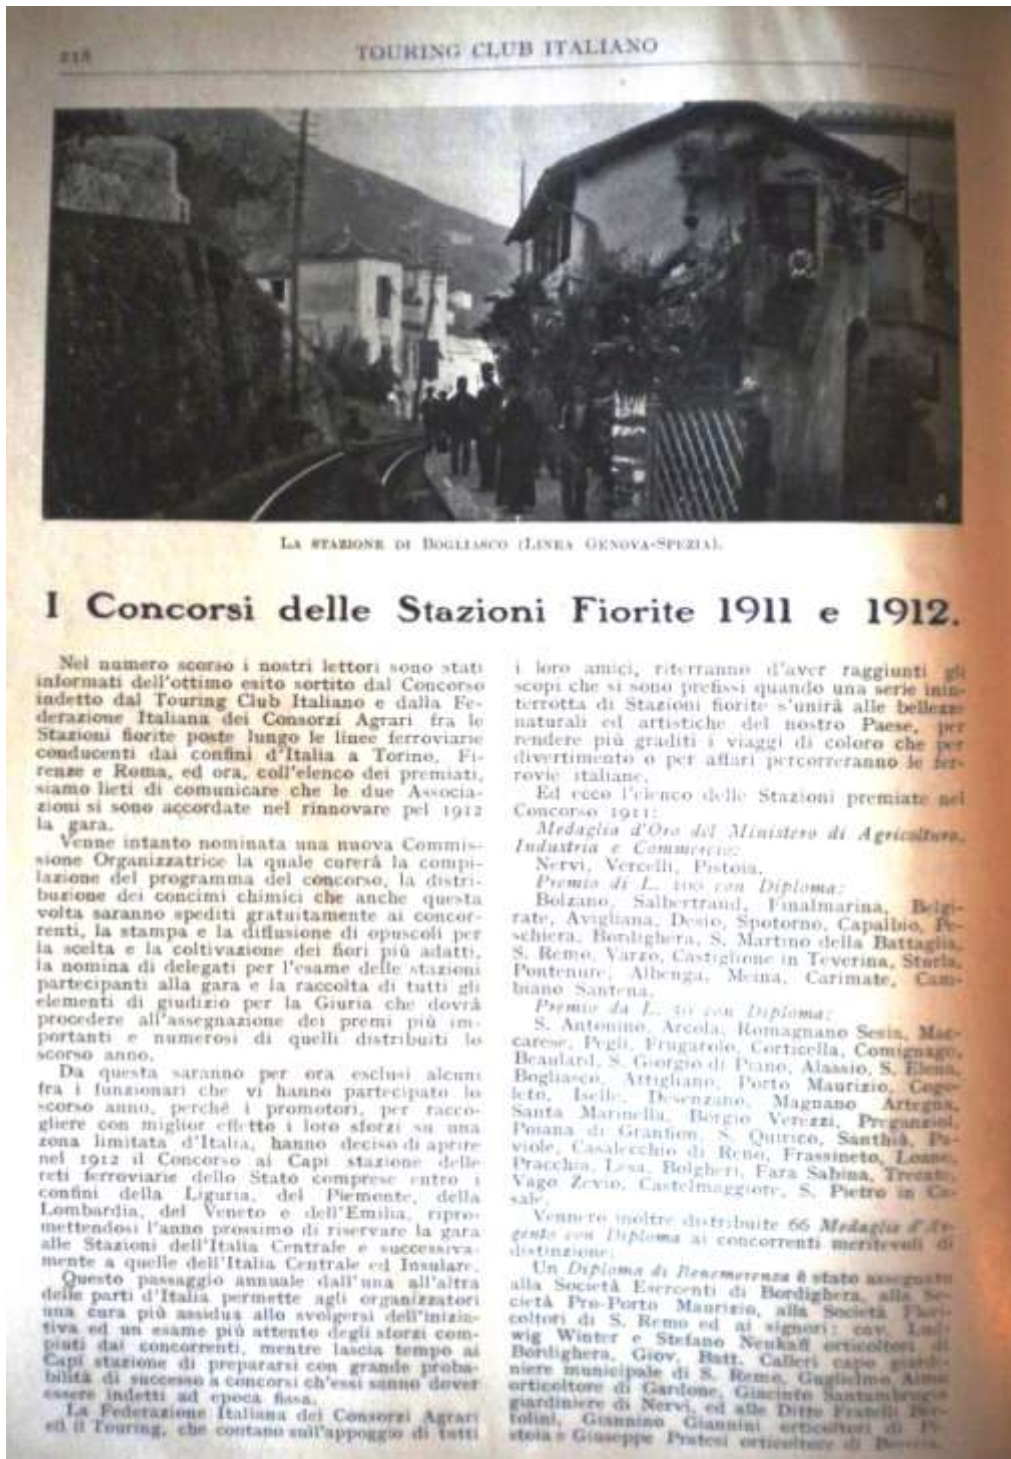 218
TOURING CLUB ITALIANO
LA STAZIONE DI BOGLIASCO (LINEA GENOVA-SPEZIA).
I Concorsi delle Stazioni Fiorite 1911 e 1912.
Nel numero scorso i nostri lettori sono stati
informati dell'ottimo esito sortito dal Concorso
indetto dal Touring Club Italiano e dalla Fe-
derazione Italiana dei Consorzi Agrari fra le
Stazioni fiorite poste lungo le linee ferroviarie
conducenti dai confini d'Italia a Torino, Fi-
renze e Roma, ed ora, coll'elenco dei premiati,
siamo lieti di comunicare che le due Associa-
zioni si sono accordate nel rinnovare pel 1912
la gara.
Venne intanto nominata una nuova Commis-
sione Organizzatrice la quale curerà la compi-
lazione del programma del concorso, la distri-
buzione dei concimi chimici che anche questa
volta saranno spediti gratuitamente ai concor-
renti, la stampa e la diffusione di opuscoli per
la scelta e la coltivazione dei fiori più adatti,
la nomina di delegati per l'esame delle stazioni
partecipanti alla gara e la raccolta di tutti gli
elementi di giudizio per la Giuria che dovrà
procedere all'assegnazione dei premi più im-
portanti e numerosi di quelli distribuiti lo
scorso anno.
Da questa saranno per ora esclusi alcuni
fra i funzionari che vi hanno partecipato lo
scorso anno, perchè i promotori, per racco-
gliere con miglior effetto i loro sforzi su una
zona limitata d'Italia, hanno deciso di aprire
nel 1912 il Concorso ai Capi stazione delle
reti ferroviarie dello Stato comprese entro i
confini della Liguria, del Piemonte, della
Lombardia, del Veneto e dell'Emilia, ripro-
mettendosi l'anno prossimo di riservare la gara
alle Stazioni dell'Italia Centrale e successiva-
mente a quelle dell'Italia Centrale ed Insulare.
Questo passaggio annuale dall'una all'altra
delle parti d'Italia permette agli organizzatori
una cura più assidua allo svolgersi dell'inizia-
tiva ed un esame più attento degli sforzi com-
piuti dai concorrenti, mentre lascia tempo ai
Capi stazione di prepararsi con grande proba-
bilità di successo a concorsi ch'essi sanno dover
essere indetti ad epoca fissa.
La Federazione Italiana dei Consorzi Agrari
ed il Touring, che contano sull'appoggio di tutti
i loro amici, riterranno d'aver raggiunti gli
scopi che si sono prefissi quando una serie inin-
terrotta di Stazioni fiorite s'unirà alle bellezze
naturali ed artistiche del nostro Paese, per
rendere più graditi i viaggi di coloro che per
divertimento o per affari percorreranno le fer-
rovie italiane.
Ed ecco l'elenco delle Stazioni premiate nel
Concorso 1911:
Medaglia d'Oro del Ministero di Agricoltura,
Industria e Commercio:
Nervi, Vercelli, Pistoia.
Premio di L. 100 con Diploma:
Bolzano, Salbertrand, Finalmarina, Belgi-
rate, Avigliana, Desio, Spotorno, Capalbio, Pe-
schiera, Bordighera, S. Martino della Battaglia,
S. Remo, Varzo, Castiglione in Teverina, Sturla,
Pontenure, Albenga, Meina, Carimate, Cam-
biano Santena.
Premio da L. 50 con Diploma:
S. Antonino, Arcola, Romagnano Sesia, Mac-
carese, Pegli, Frugarolo, Corticella, Comignago,
Beaulard, S. Giorgio di Piano, Alassio, S. Elena,
Bogliasco, Attigliano, Porto Maurizio, Cogo-
leto, Iselle, Desenzano, Magnano Artegna,
Santa Marinella, Borgio Verezzi, Preganziol,
Poiana di Granfion, S. Quirico, Santhià, Pa-
viole, Casalecchio di Reno, Frassineto, Loano,
Pracchia, Lesa, Bolgheri, Fara Sabina, Trecate,
Vago Zevio, Castelmaggiore, S. Pietro in Ca-
sale.
Vennero inoltre distribuite 66 Medaglie d'Ar-
gento con Diploma ai concorrenti meritevoli di
distinzione.
Un Diploma di Benemerenza è stato assegnato
alla Società Esercenti di Bordighera, alla So-
cietà Pro-Porto Maurizio, alla Società Flori-
coltori di S. Remo ed ai signori: cav. Lud-
wig Winter e Stefano Neukaff orticoltori di
Bordighera, Giov. Batt. Calleri capo giardi-
niere municipale di S. Remo, Guglielmo
orticoltore di Gardone, Giacinto Santambrugio
giardiniere di Nervi, ed alle Ditte Fratelli Ber-
tolini, Giannino Giannini orticoltori di Pi-
stoia e Giuseppe Pratesi orticoltore di